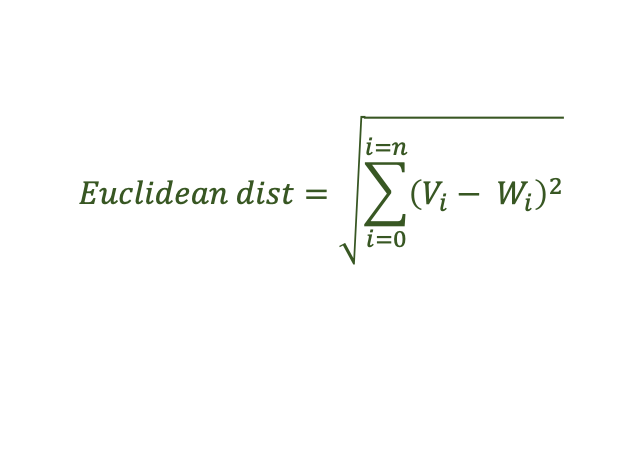 Euclidean dist = √∑_{i=0}^{i=n}(V_i − W_i)²